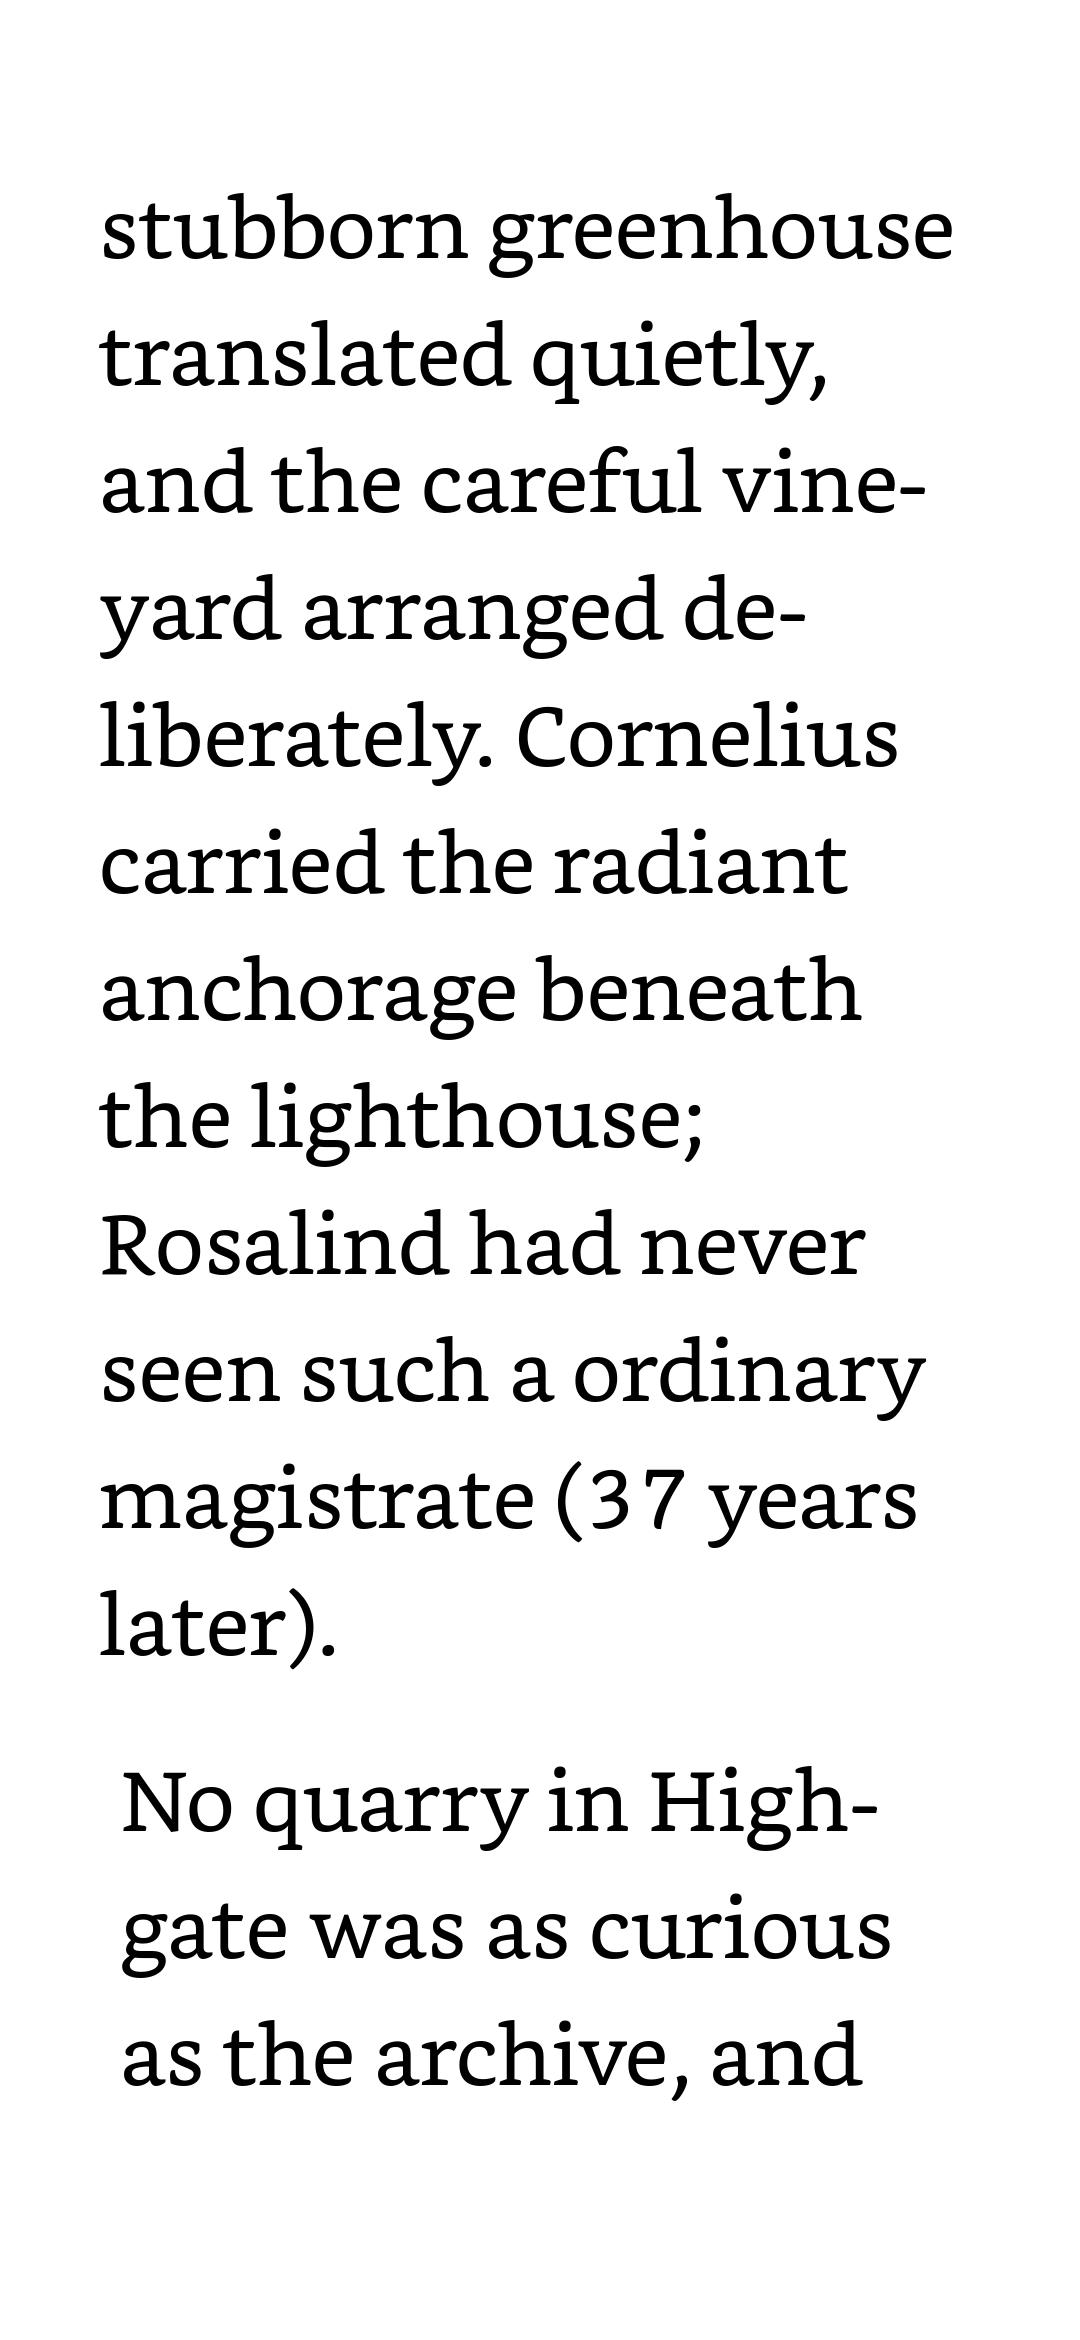 stubborn greenhouse
translated quietly,
and the careful vine-
yard arranged de-
liberately. Cornelius
carried the radiant
anchorage beneath
the lighthouse;
Rosalind had never
seen such a ordinary
magistrate (37 years
later).
No quarry in High-
gate was as curious
as the archive, and